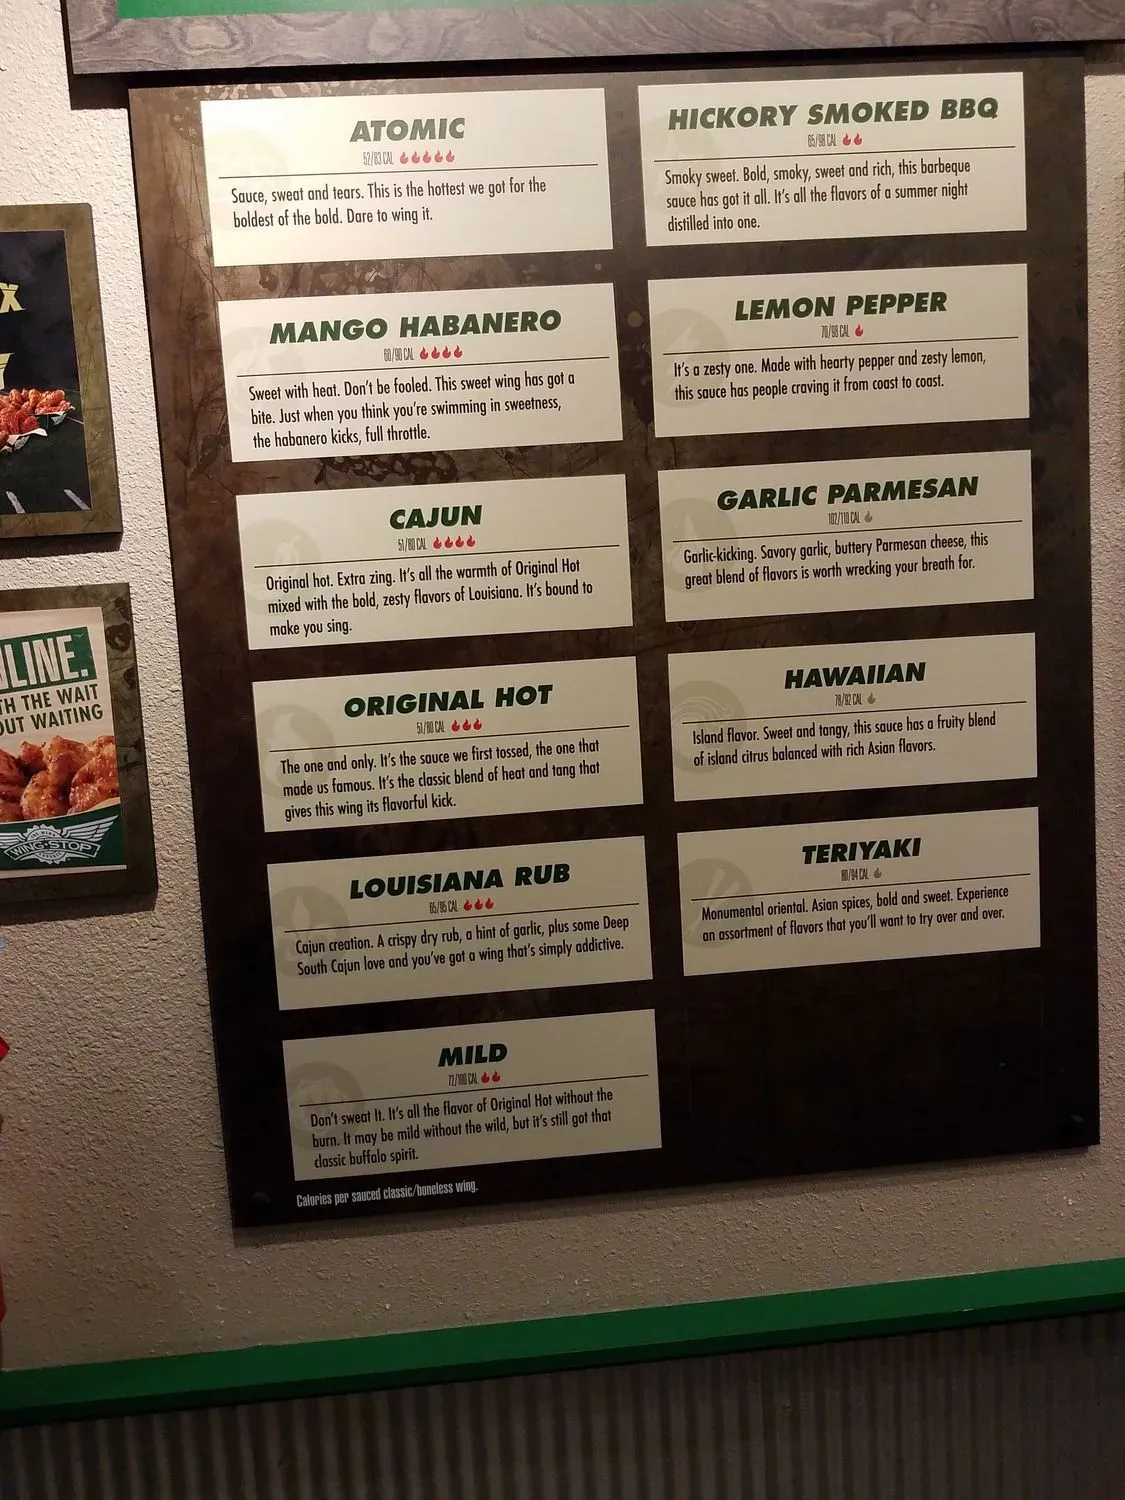 ATOMIC
52/83 CAL
Sauce, sweat and tears. This is the hottest we got for the
boldest of the bold. Dare to wing it.
MANGO HABANERO
60/90 CAL
Sweet with heat. Don't be fooled. This sweet wing has got a
bite. Just when you think you're swimming in sweetness,
the habanero kicks, full throttle.
CAJUN
51/80 CAL
Original hot. Extra zing. It's all the warmth of Original Hot
mixed with the bold, zesty flavors of Louisiana. It's bound to
make you sing.
ORIGINAL HOT
51/80 CAL
The one and only. It's the sauce we first tossed, the one that
made us famous. It's the classic blend of heat and tang that
gives this wing its flavorful kick.
LOUISIANA RUB
65/95 CAL
Cajun creation. A crispy dry rub, a hint of garlic, plus some Deep
South Cajun love and you've got a wing that's simply addictive.
MILD
72/100 CAL
Don't sweat It. It's all the flavor of Original Hot without the
burn. It may be mild without the wild, but it's still got that
classic buffalo spirit.
Calories per sauced classic/boneless wing.
HICKORY SMOKED BBQ
65/98 CAL
Smoky sweet. Bold, smoky, sweet and rich, this barbeque
sauce has got it all. It's all the flavors of a summer night
distilled into one.
LEMON PEPPER
70/98 CAL
It's a zesty one. Made with hearty pepper and zesty lemon,
this sauce has people craving it from coast to coast.
GARLIC PARMESAN
102/110 CAL
Garlic-kicking. Savory garlic, buttery Parmesan cheese, this
great blend of flavors is worth wrecking your breath for.
HAWAIIAN
78/92 CAL
Island flavor. Sweet and tangy, this sauce has a fruity blend
of island citrus balanced with rich Asian flavors.
TERIYAKI
80/94 CAL
Monumental oriental. Asian spices, bold and sweet. Experience
an assortment of flavors that you'll want to try over and over.
X
Y
LINE.
TH THE WAIT
OUT WAITING
WING·STOP